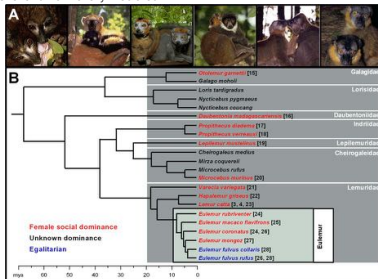 A
B
Galagidae
Otolemur garnettii [15]
Galago moholi
Lorisidae
Loris tardigradus
Nycticebus pygmaeus
Nycticebus coucang
Daubentoniidae
Daubentonia madagascariensis [16]
Indriidae
Propithecus diadema [17]
Propithecus verreauxi [18]
Lepilemuridae
Lepilemur mustelinus [19]
Cheirogaleidae
Cheirogaleus medius
Mirza coquereli
Microcebus rufus
Microcebus murinus [20]
Lemuridae
Varecia variegata [21]
Hapalemur griseus [22]
Lemur catta [3, 4, 23]
Eulemur rubriventer [24]
Eulemur macaco flavifrons [25]
Eulemur coronatus [24, 26]
Eulemur mongoz [27]
Eulemur fulvus collaris [28]
Eulemur fulvus rufus [28, 29]
Eulemur
Female social dominance
Unknown dominance
Egalitarian
mya 60 50 40 30 20 10 0